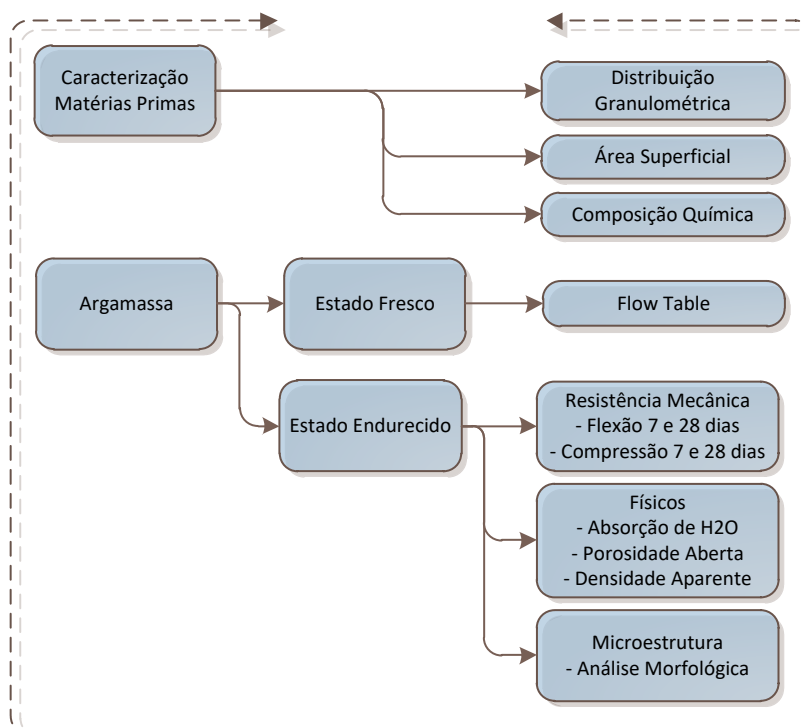 Caracterização
Matérias Primas
Distribuição
Granulométrica
Área Superficial
Composição Química
Argamassa
Estado Fresco
Flow Table
Estado Endurecido
Resistência Mecânica
- Flexão 7 e 28 dias
- Compressão 7 e 28 dias
Físicos
- Absorção de H2O
- Porosidade Aberta
- Densidade Aparente
Microestrutura
- Análise Morfológica